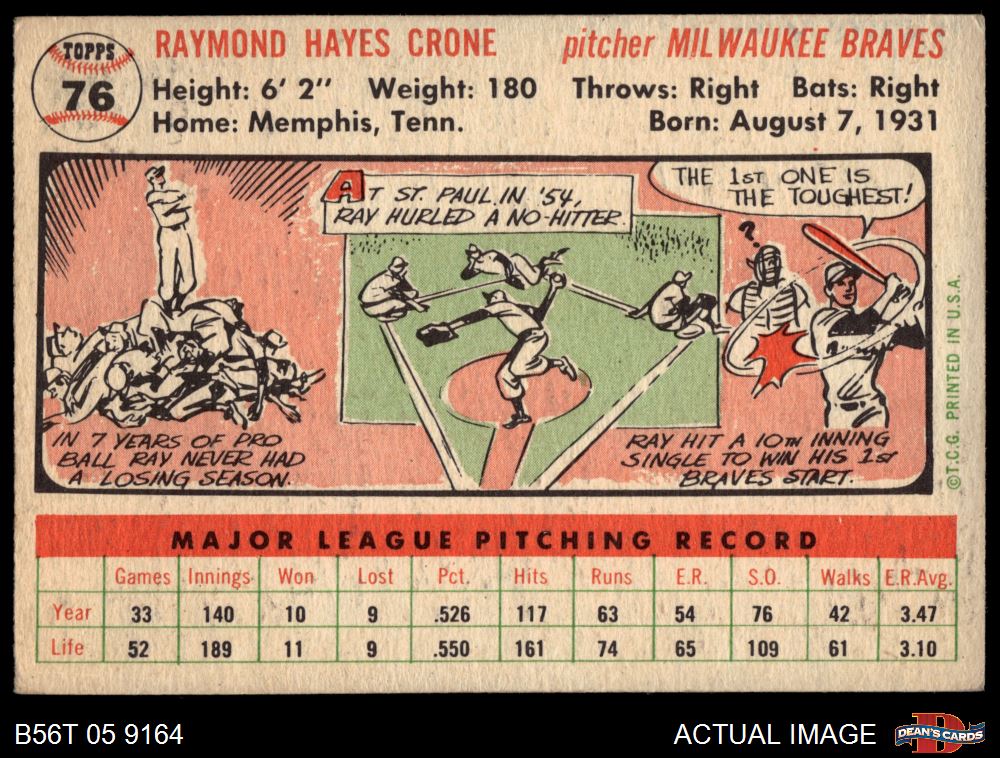 TOPPS
76
RAYMOND HAYES CRONE pitcher MILWAUKEE BRAVES
Height: 6' 2" Weight: 180 Throws: Right Bats: Right
Home: Memphis, Tenn. Born: August 7, 1931
AT ST. PAUL, IN '54,
RAY HURLED A NO-HITTER.
THE 1ST ONE IS
THE TOUGHEST!
?
IN 7 YEARS OF PRO
BALL RAY NEVER HAD
A LOSING SEASON.
RAY HIT A 10TH INNING
SINGLE TO WIN HIS 1ST
BRAVES START.
©T.C.G. PRINTED IN U.S.A.
MAJOR LEAGUE PITCHING RECORD
Games Innings Won Lost Pct. Hits Runs E.R. S.O. Walks E.R.Avg.
Year 33 140 10 9 .526 117 63 54 76 42 3.47
Life 52 189 11 9 .550 161 74 65 109 61 3.10
B56T 05 9164 ACTUAL IMAGE DEAN'S CARDS